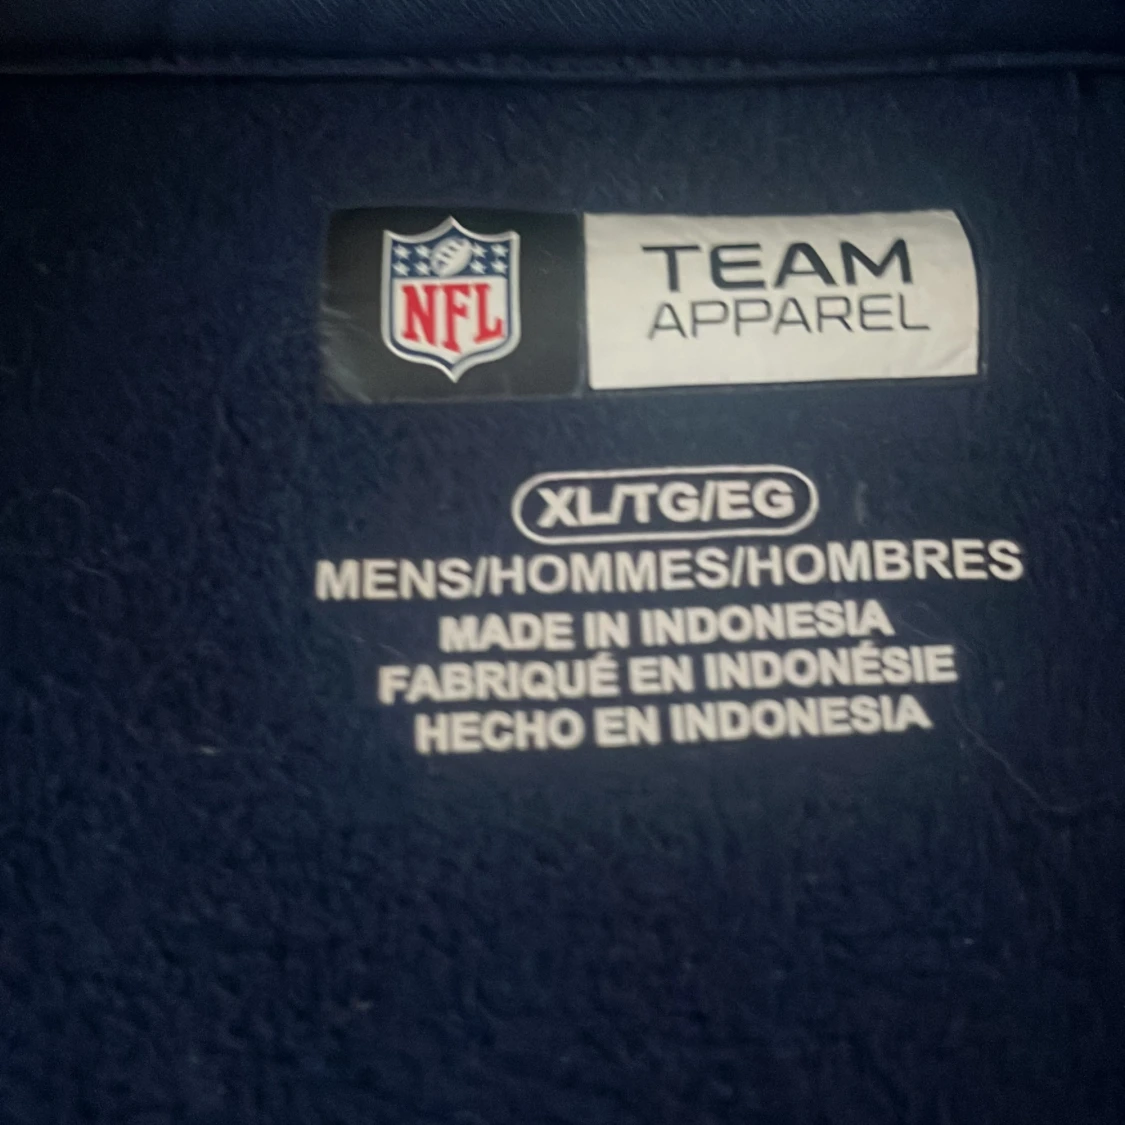 NFL
TEAM
APPAREL
XL/TG/EG
MENS/HOMMES/HOMBRES
MADE IN INDONESIA
FABRIQUÉ EN INDONÉSIE
HECHO EN INDONESIA